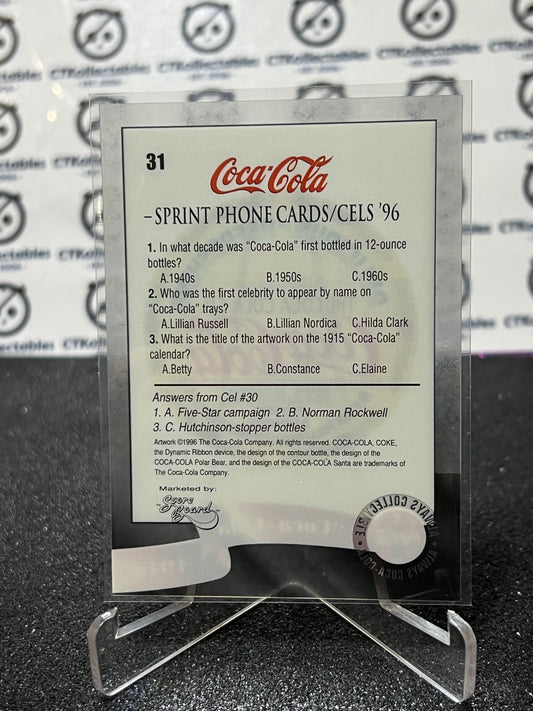 CTKollectables
31
Coca-Cola
– SPRINT PHONE CARDS/CELS '96
1. In what decade was “Coca-Cola” first bottled in 12-ounce
bottles?
A.1940s B.1950s C.1960s
2. Who was the first celebrity to appear by name on
“Coca-Cola” trays?
A.Lillian Russell B.Lillian Nordica C.Hilda Clark
3. What is the title of the artwork on the 1915 “Coca-Cola”
calendar?
A.Betty B.Constance C.Elaine
Answers from Cel #30
1. A. Five-Star campaign 2. B. Norman Rockwell
3. C. Hutchinson-stopper bottles
Artwork ©1996 The Coca-Cola Company. All rights reserved. COCA-COLA, COKE,
the Dynamic Ribbon device, the design of the contour bottle, the design of the
COCA-COLA Polar Bear, and the design of the COCA-COLA Santa are trademarks of
The Coca-Cola Company.
Marketed by:
Score
Board
ALWAYS COLLECTIBLE • ALWAYS COCA-COLA